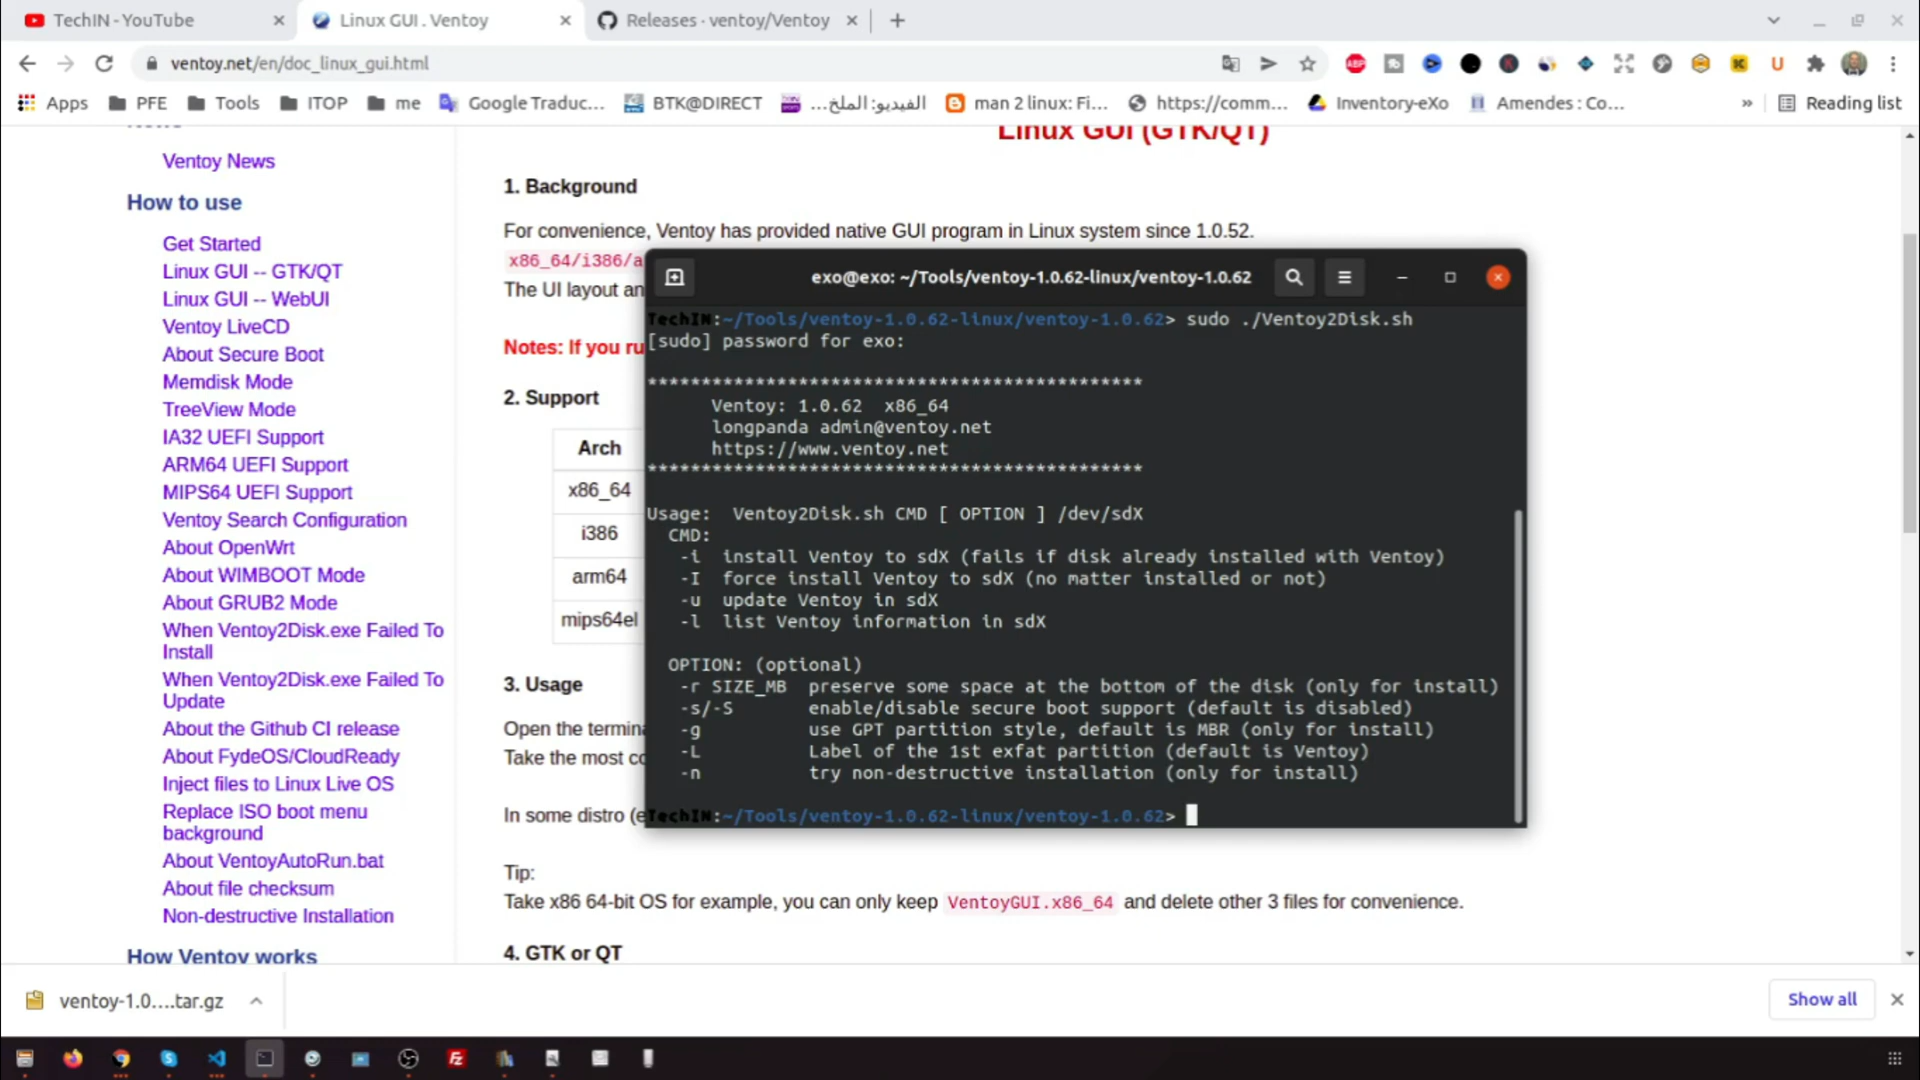 TechIN - YouTube
Linux GUI . Ventoy
Releases · ventoy/Ventoy
ventoy.net/en/doc_linux_gui.html
ABP
U
Apps
PFE
Tools
ITOP
me
Google Traduc...
BTK@DIRECT
الفيديو: الملخ...
man 2 linux: Fi...
https://comm...
Inventory-eXo
Amendes : Co...
»
Reading list
Ventoy News
How to use
Get Started
Linux GUI -- GTK/QT
Linux GUI -- WebUI
Ventoy LiveCD
About Secure Boot
Memdisk Mode
TreeView Mode
IA32 UEFI Support
ARM64 UEFI Support
MIPS64 UEFI Support
Ventoy Search Configuration
About OpenWrt
About WIMBOOT Mode
About GRUB2 Mode
When Ventoy2Disk.exe Failed To
Install
When Ventoy2Disk.exe Failed To
Update
About the Github CI release
About FydeOS/CloudReady
Inject files to Linux Live OS
Replace ISO boot menu
background
About VentoyAutoRun.bat
About file checksum
Non-destructive Installation
How Ventoy works
Linux GUI (GTK/QT)
1. Background
For convenience, Ventoy has provided native GUI program in Linux system since 1.0.52.
x86_64/i386/a
The UI layout an
Notes: If you ru
2. Support
Arch
x86_64
i386
arm64
mips64el
3. Usage
Open the termina
Take the most co
In some distro (e
Tip:
Take x86 64-bit OS for example, you can only keep VentoyGUI.x86_64 and delete other 3 files for convenience.
4. GTK or QT
exo@exo: ~/Tools/ventoy-1.0.62-linux/ventoy-1.0.62
TechIN:~/Tools/ventoy-1.0.62-linux/ventoy-1.0.62> sudo ./Ventoy2Disk.sh
[sudo] password for exo:
**********************************************
Ventoy: 1.0.62 x86_64
longpanda admin@ventoy.net
https://www.ventoy.net
**********************************************
Usage: Ventoy2Disk.sh CMD [ OPTION ] /dev/sdX
CMD:
-i install Ventoy to sdX (fails if disk already installed with Ventoy)
-I force install Ventoy to sdX (no matter installed or not)
-u update Ventoy in sdX
-l list Ventoy information in sdX
OPTION: (optional)
-r SIZE_MB preserve some space at the bottom of the disk (only for install)
-s/-S enable/disable secure boot support (default is disabled)
-g use GPT partition style, default is MBR (only for install)
-L Label of the 1st exfat partition (default is Ventoy)
-n try non-destructive installation (only for install)
TechIN:~/Tools/ventoy-1.0.62-linux/ventoy-1.0.62>
ventoy-1.0....tar.gz
Show all
Fz